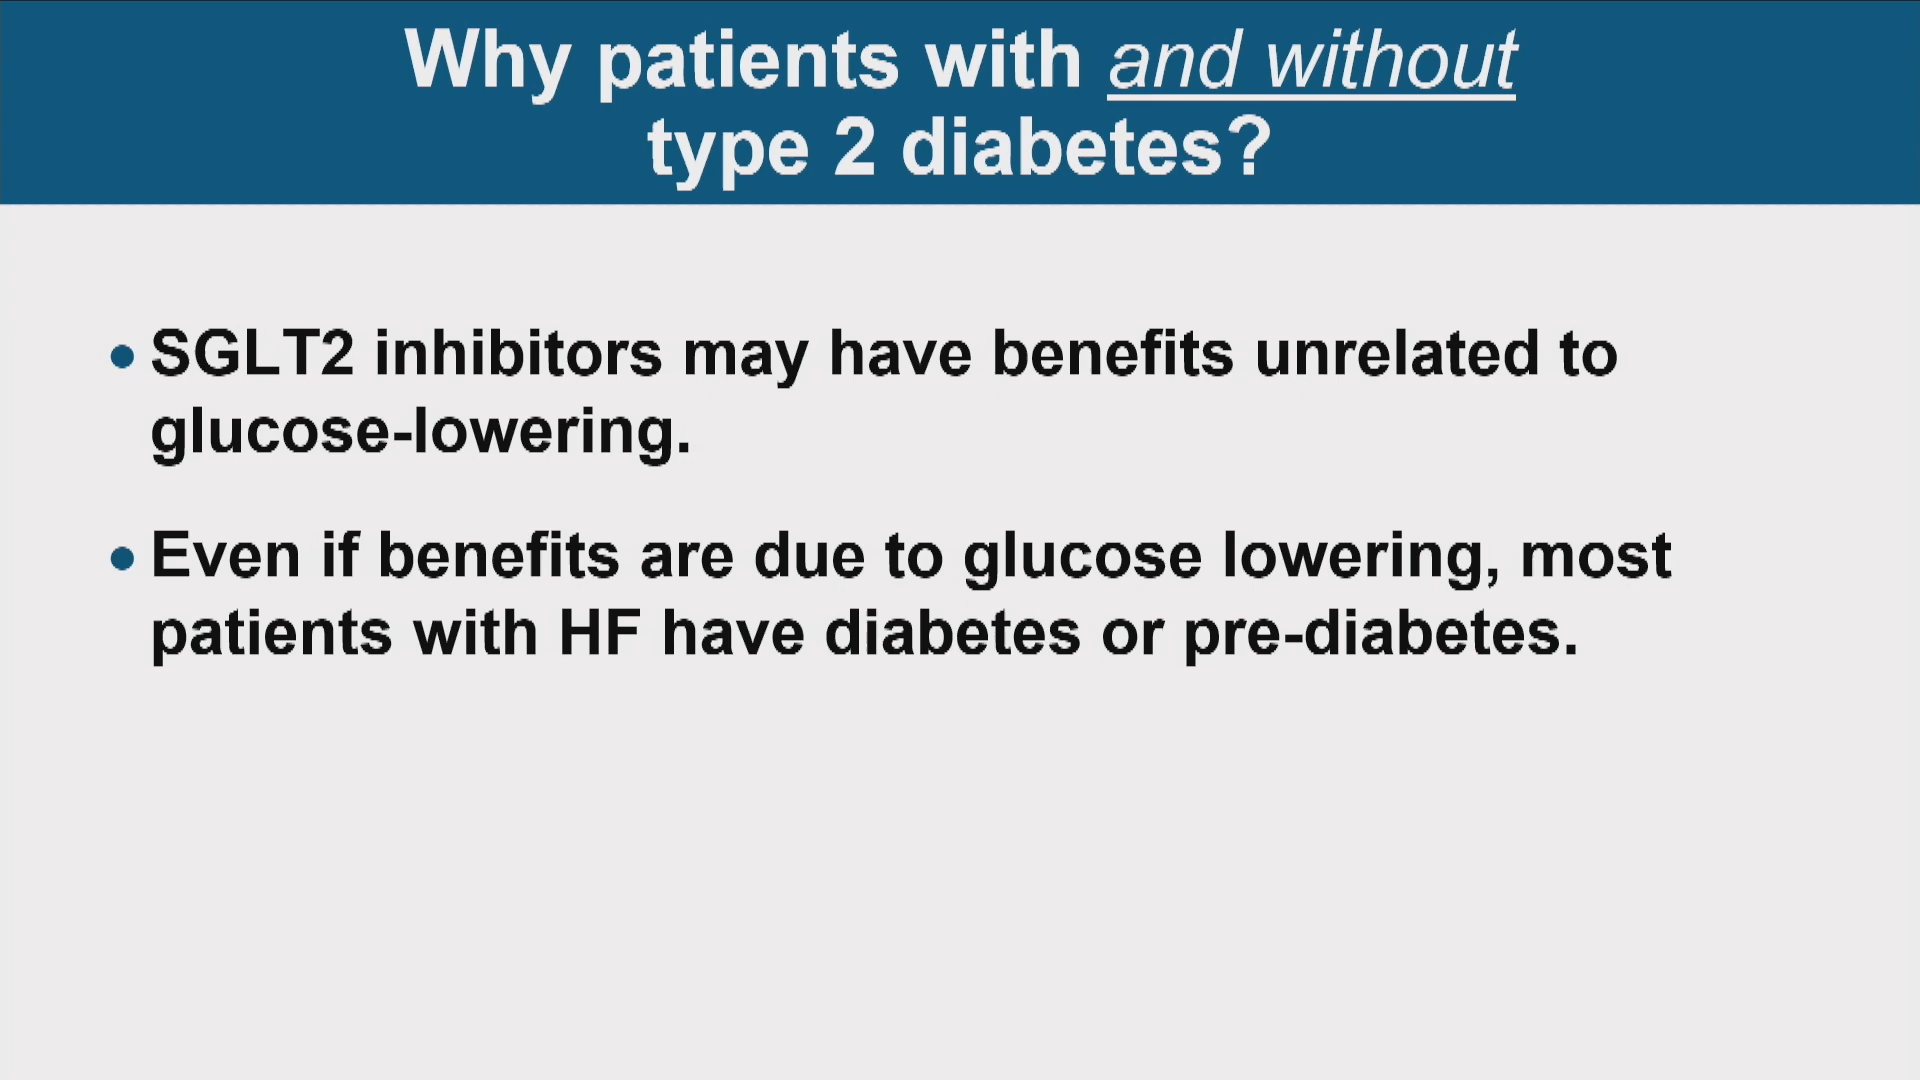 Why patients with and without
type 2 diabetes?
• SGLT2 inhibitors may have benefits unrelated to
glucose-lowering.
• Even if benefits are due to glucose lowering, most
patients with HF have diabetes or pre-diabetes.